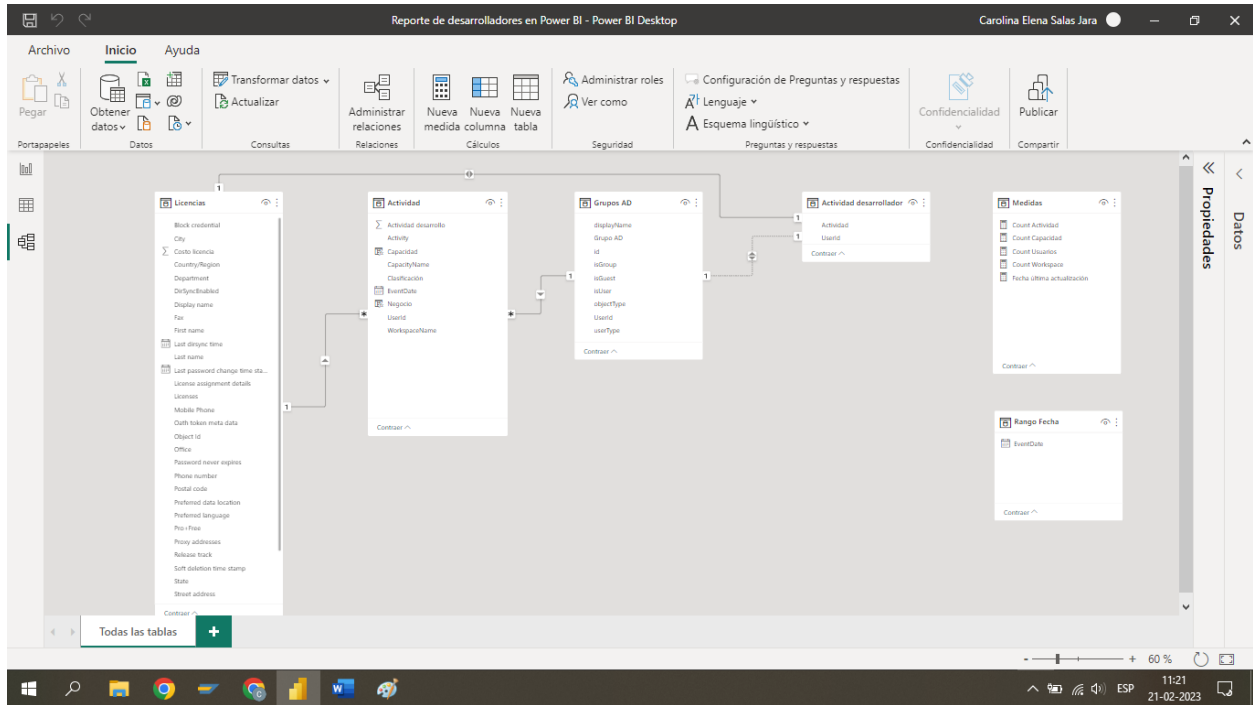 Reporte de desarrolladores en Power BI - Power BI Desktop
Carolina Elena Salas Jara
Archivo
Inicio
Ayuda
Pegar
Portapapeles
Obtener
datos
Datos
Transformar datos
Actualizar
Consultas
Administrar
relaciones
Relaciones
Nueva
medida
Nueva
columna
Nueva
tabla
Cálculos
Administrar roles
Ver como
Seguridad
Configuración de Preguntas y respuestas
Lenguaje
Esquema lingüístico
Preguntas y respuestas
Confidencialidad
Confidencialidad
Publicar
Compartir
Licencias
Block credential
City
Costo licencia
Country/Region
Department
DirSyncEnabled
Display name
Fax
First name
Last dirsync time
Last name
Last password change time sta...
License assignment details
Licenses
Mobile Phone
Oath token meta data
Object Id
Office
Password never expires
Phone number
Postal code
Preferred data location
Preferred language
Pro+Free
Proxy addresses
Release track
Soft deletion time stamp
State
Street address
Contraer
1
1
Actividad
Actividad desarrollo
Activity
Capacidad
CapacityName
Clasificación
EventDate
Negocio
UserId
WorkspaceName
Contraer
*
*
Grupos AD
displayName
Grupo AD
id
isGroup
isGuest
isUser
objectType
UserId
userType
Contraer
1
1
Actividad desarrollador
Actividad
UserId
Contraer
1
1
Medidas
Count Actividad
Count Capacidad
Count Usuarios
Count Workspace
Fecha última actualización
Contraer
Rango Fecha
EventDate
Contraer
Propiedades
Datos
Todas las tablas
+
- + 60 %
ESP
11:21
21-02-2023